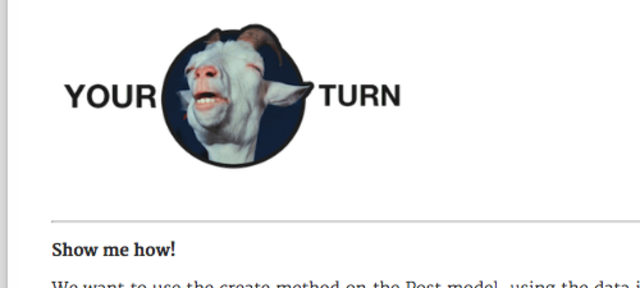 YOUR TURN
Show me how!
We want to use the create method on the Post model, using the data i